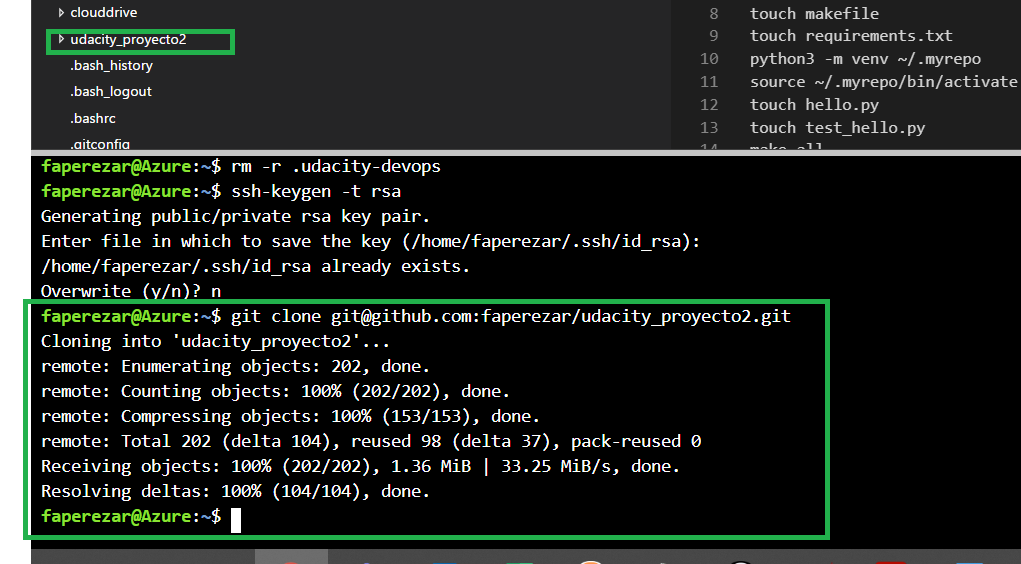 clouddrive
udacity_proyecto2
.bash_history
.bash_logout
.bashrc
.gitconfig
8 touch makefile
9 touch requirements.txt
10 python3 -m venv ~/.myrepo
11 source ~/.myrepo/bin/activate
12 touch hello.py
13 touch test_hello.py
14 make all
faperezar@Azure:~$ rm -r .udacity-devops
faperezar@Azure:~$ ssh-keygen -t rsa
Generating public/private rsa key pair.
Enter file in which to save the key (/home/faperezar/.ssh/id_rsa):
/home/faperezar/.ssh/id_rsa already exists.
Overwrite (y/n)? n
faperezar@Azure:~$ git clone git@github.com:faperezar/udacity_proyecto2.git
Cloning into 'udacity_proyecto2'...
remote: Enumerating objects: 202, done.
remote: Counting objects: 100% (202/202), done.
remote: Compressing objects: 100% (153/153), done.
remote: Total 202 (delta 104), reused 98 (delta 37), pack-reused 0
Receiving objects: 100% (202/202), 1.36 MiB | 33.25 MiB/s, done.
Resolving deltas: 100% (104/104), done.
faperezar@Azure:~$